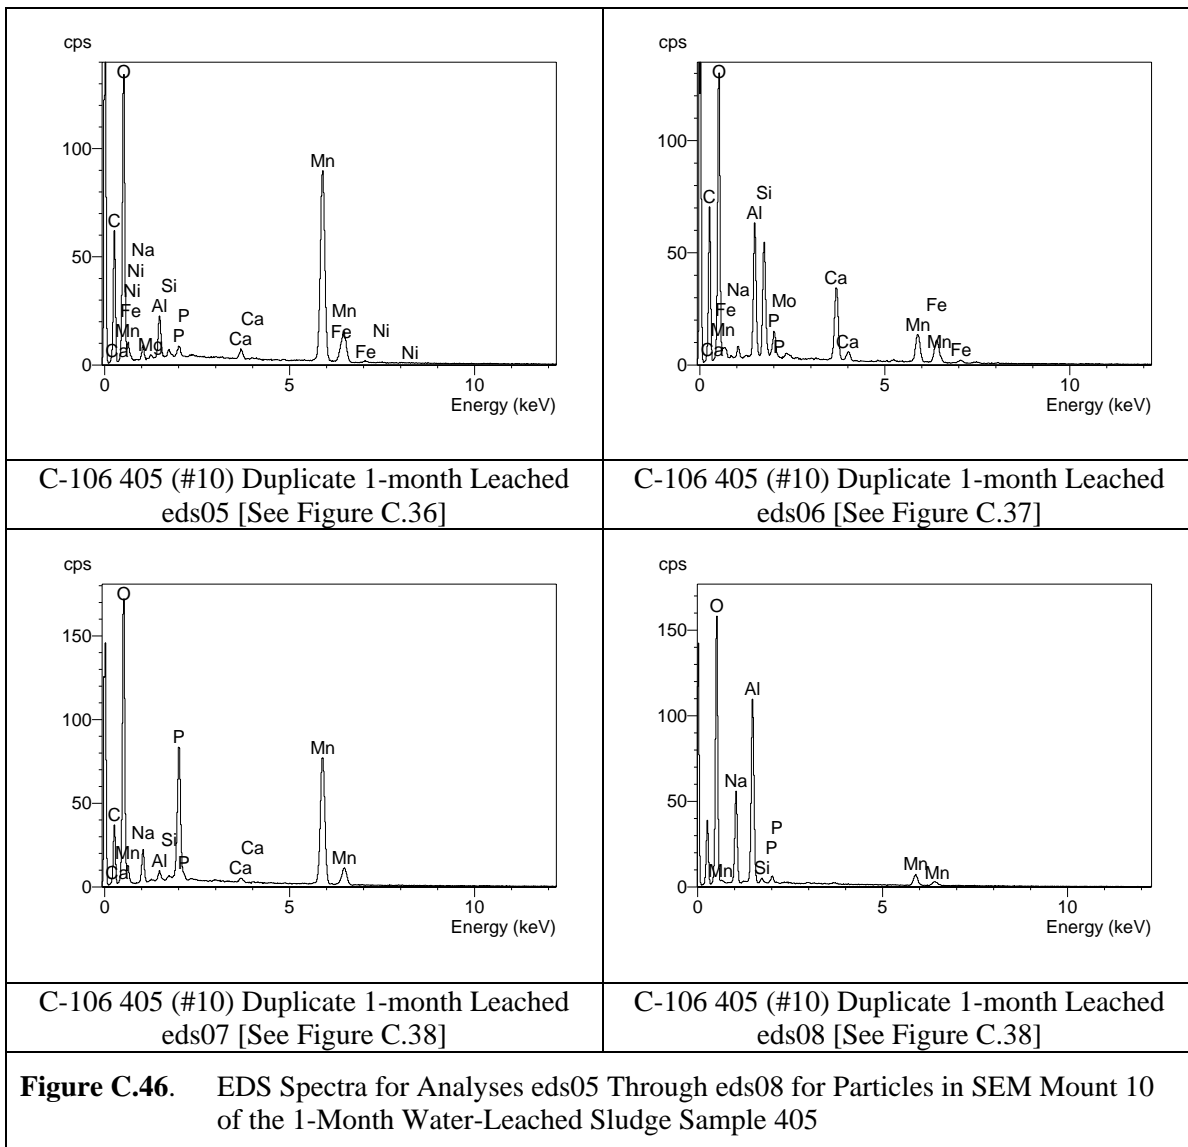 cps
O
100
Mn
C
50
Na
Ni
Ni
Si
Al
Fe
P
Mn
Mn
Ca
P
Fe
Ni
Ca
Mo
Ca
Fe
Ni
0
0
5
10
Energy (keV)
C-106 405 (#10) Duplicate 1-month Leached
eds05 [See Figure C.36]
cps
O
100
C
Si
Al
50
Ca
Na
Mo
Fe
Fe
P
Mn
Mn
Ca
P
Ca
Mn
Fe
0
0
5
10
Energy (keV)
C-106 405 (#10) Duplicate 1-month Leached
eds06 [See Figure C.37]
cps
O
150
100
P
Mn
50
C
Na
Si
Mn
Al
P
Ca
Ca
Ca
Mn
0
0
5
10
Energy (keV)
C-106 405 (#10) Duplicate 1-month Leached
eds07 [See Figure C.38]
cps
O
150
Al
100
Na
50
P
P
Mn
Si
Mn
Mn
0
0
5
10
Energy (keV)
C-106 405 (#10) Duplicate 1-month Leached
eds08 [See Figure C.38]
Figure C.46. EDS Spectra for Analyses eds05 Through eds08 for Particles in SEM Mount 10
of the 1-Month Water-Leached Sludge Sample 405